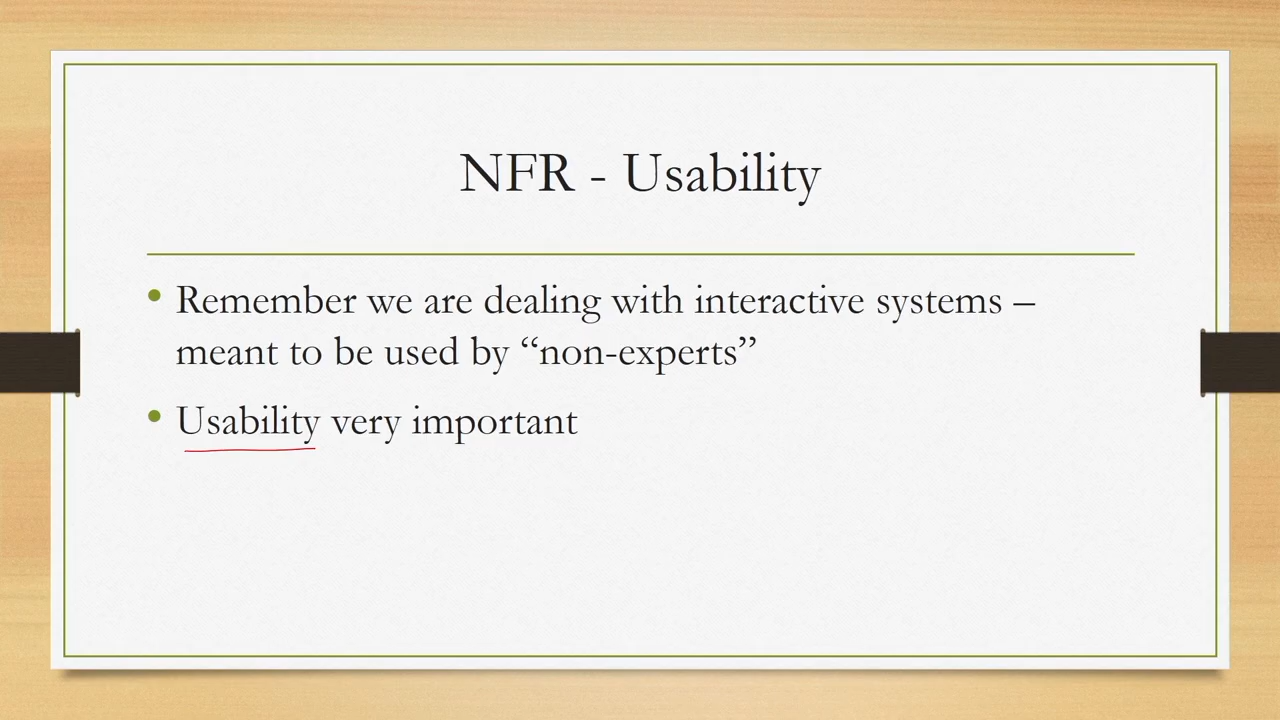 NFR - Usability
• Remember we are dealing with interactive systems –
meant to be used by “non-experts”
• Usability very important